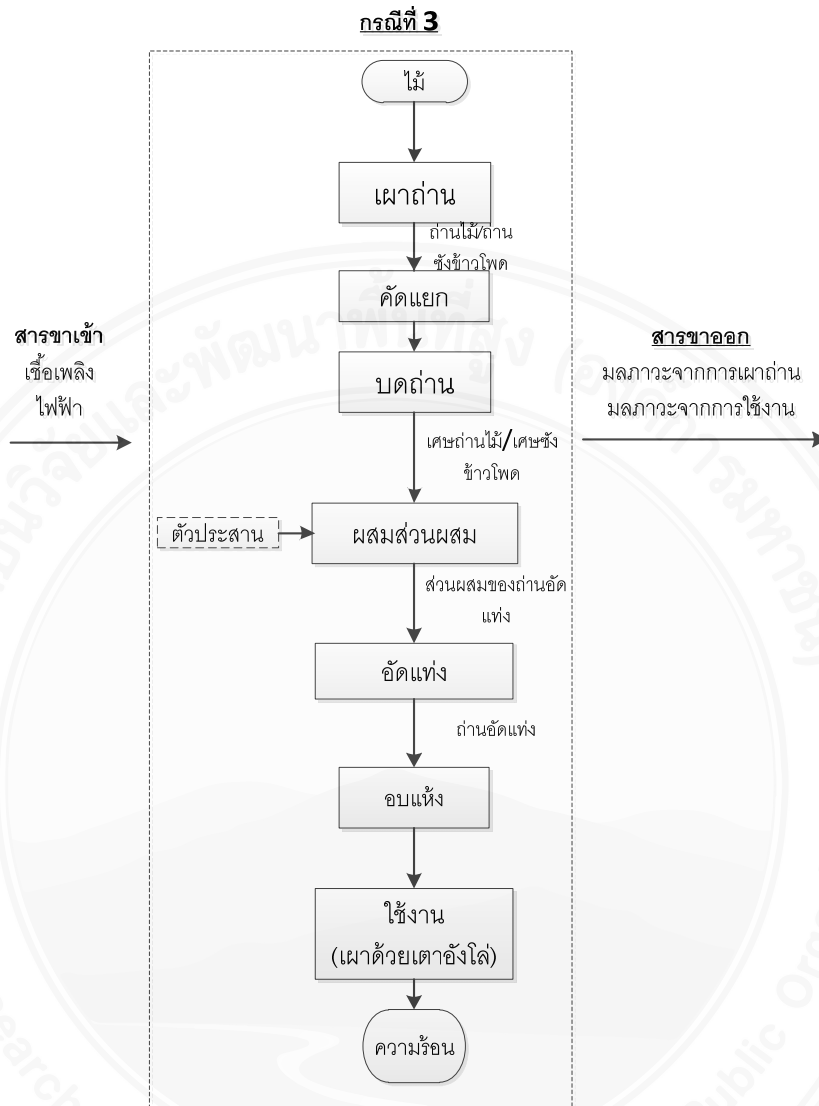 กรณีที่ 3
ไม้
เผาถ่าน
ถ่านไม้/ถ่าน
ซังข้าวโพด
คัดแยก
บดถ่าน
สารขาเข้า
เชื้อเพลิง
ไฟฟ้า
สารขาออก
มลภาวะจากการเผาถ่าน
มลภาวะจากการใช้งาน
เศษถ่านไม้/เศษซัง
ข้าวโพด
ตัวประสาน
ผสมส่วนผสม
ส่วนผสมของถ่านอัด
แท่ง
อัดแท่ง
ถ่านอัดแท่ง
อบแห้ง
ใช้งาน
(เผาด้วยเตาอังโล่)
ความร้อน